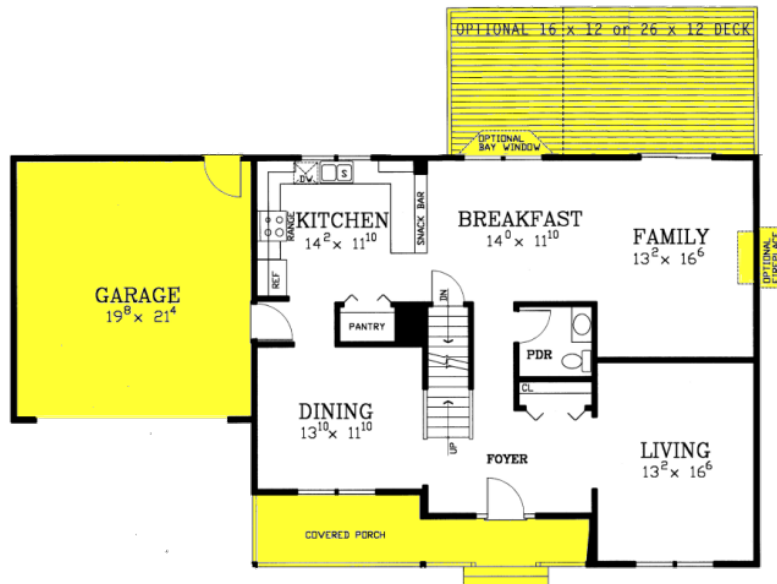 OPTIONAL 16 x 12 or 26 x 12 DECK
OPTIONAL
BAY WINDOW
DW
S
RANGE
KITCHEN
14² x 11¹⁰
SNACK BAR
BREAKFAST
14⁰ x 11¹⁰
FAMILY
13² x 16⁶
OPTIONAL
FIREPLACE
REF
GARAGE
19⁸ x 21⁴
DN
PANTRY
PDR
CL
DINING
13¹⁰ x 11¹⁰
UP
FOYER
LIVING
13² x 16⁶
COVERED PORCH